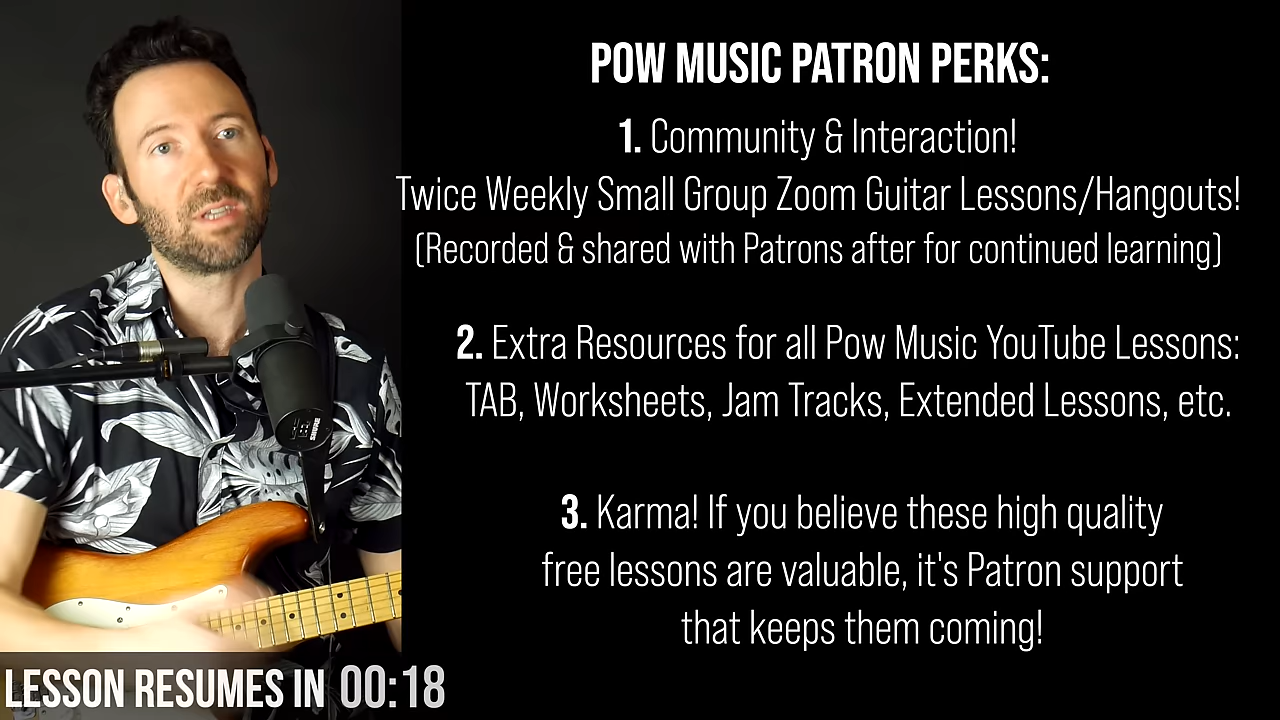 POW MUSIC PATRON PERKS:
1. Community & Interaction!
Twice Weekly Small Group Zoom Guitar Lessons/Hangouts!
(Recorded & shared with Patrons after for continued learning)
2. Extra Resources for all Pow Music YouTube Lessons:
TAB, Worksheets, Jam Tracks, Extended Lessons, etc.
3. Karma! If you believe these high quality
free lessons are valuable, it's Patron support
that keeps them coming!
SHURE
LESSON RESUMES IN 00:18